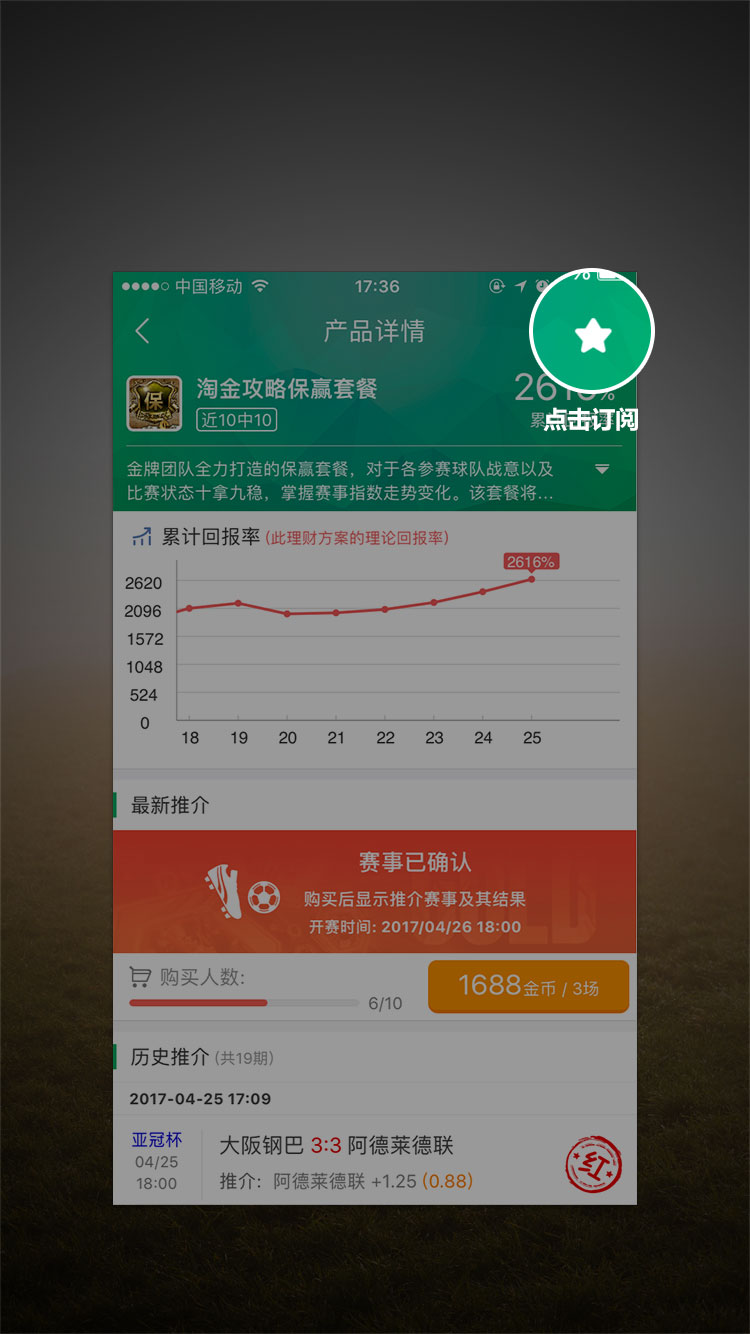 中国移动 17:36 %
产品详情
淘金攻略保赢套餐
近10中10
点击订阅
金牌团队全力打造的保赢套餐，对于各参赛球队战意以及
比赛状态十拿九稳，掌握赛事指数走势变化。该套餐将...
累计回报率 (此理财方案的理论回报率)
2616%
2620
2096
1572
1048
524
0
18 19 20 21 22 23 24 25
最新推介
赛事已确认
购买后显示推介赛事及其结果
开赛时间: 2017/04/26 18:00
购买人数:
6/10
1688金币 / 3场
历史推介 (共19期)
2017-04-25 17:09
亚冠杯
04/25
18:00
大阪钢巴 3:3 阿德莱德联
推介: 阿德莱德联 +1.25 (0.88)
红